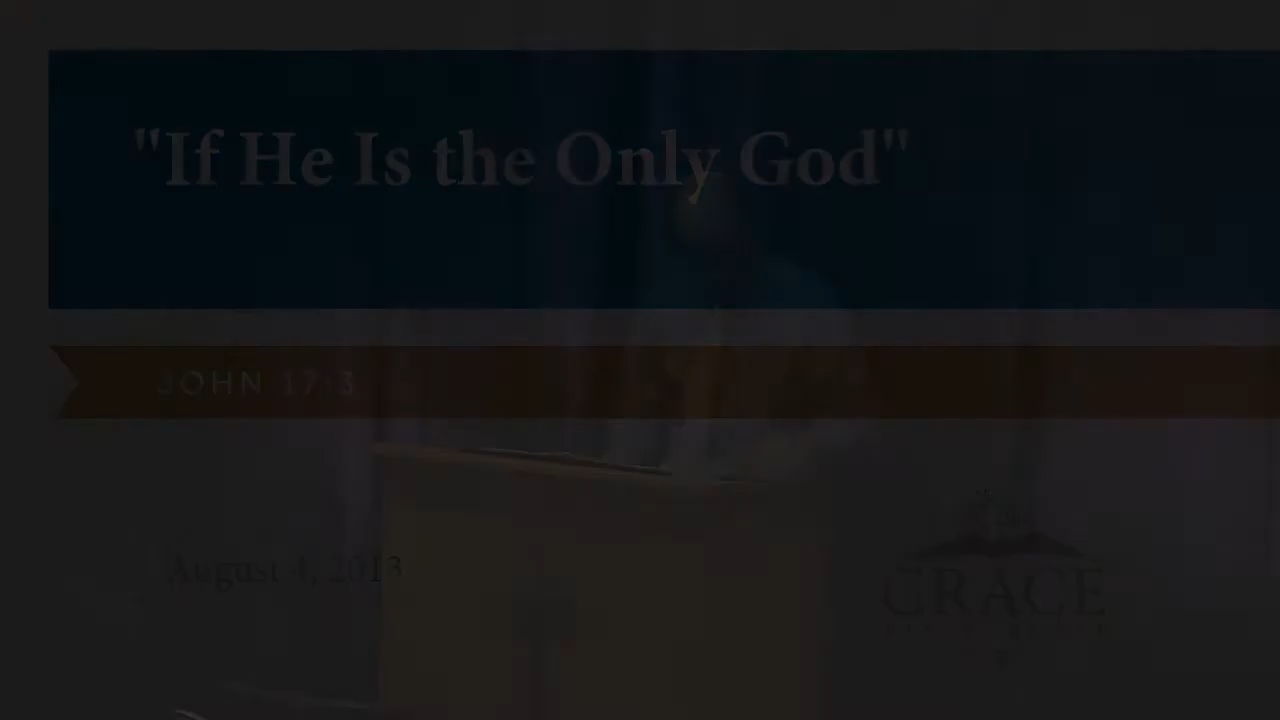 "If He Is the Only God"
JOHN 17:3
August 4, 2013
GRACE